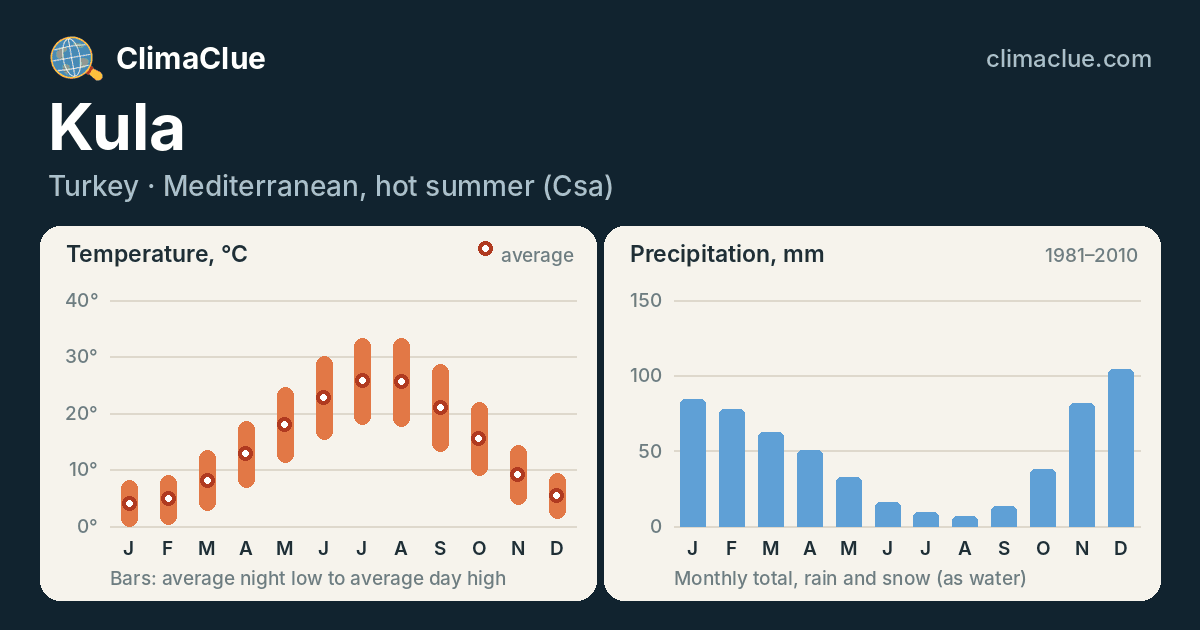 ClimaClue
climaclue.com
Kula
Turkey · Mediterranean, hot summer (Csa)
Temperature, °C
average
40°
30°
20°
10°
0°
J F M A M J J A S O N D
Bars: average night low to average day high
Precipitation, mm
1981–2010
150
100
50
0
J F M A M J J A S O N D
Monthly total, rain and snow (as water)